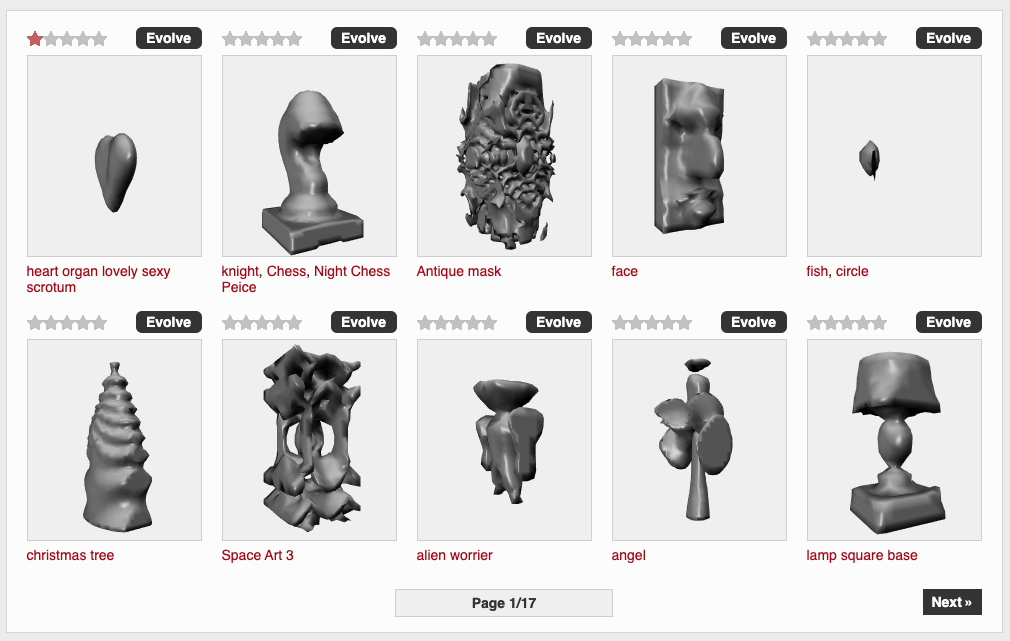 Evolve Evolve Evolve Evolve Evolve
heart organ lovely sexy scrotum
knight, Chess, Night Chess Peice
Antique mask
face
fish, circle
Evolve Evolve Evolve Evolve Evolve
christmas tree
Space Art 3
alien worrier
angel
lamp square base
Page 1/17
Next »